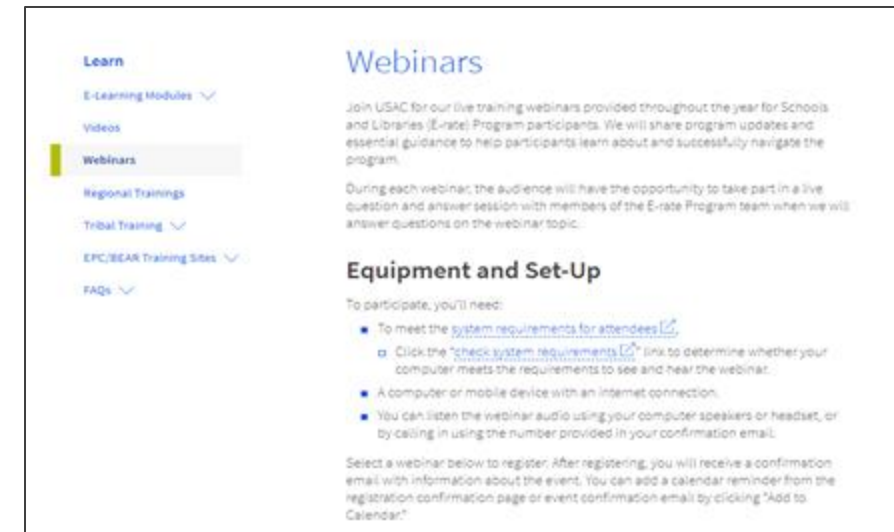 Learn
E-Learning Modules
Videos
Webinars
Regional Trainings
Tribal Training
EPC/BEAR Training Sites
FAQs
Webinars
Join USAC for our live training webinars provided throughout the year for Schools
and Libraries (E-rate) Program participants. We will share program updates and
essential guidance to help participants learn about and successfully navigate the
program.
During each webinar, the audience will have the opportunity to take part in a live
question and answer session with members of the E-rate Program team when we will
answer questions on the webinar topic.
Equipment and Set-Up
To participate, you'll need:
To meet the system requirements for attendees.
Click the "check system requirements" link to determine whether your
computer meets the requirements to see and hear the webinar.
A computer or mobile device with an internet connection.
You can listen the webinar audio using your computer speakers or headset, or
by calling in using the number provided in your confirmation email.
Select a webinar below to register. After registering, you will receive a confirmation
email with information about the event. You can add a calendar reminder from the
registration confirmation page or event confirmation email by clicking "Add to
Calendar."